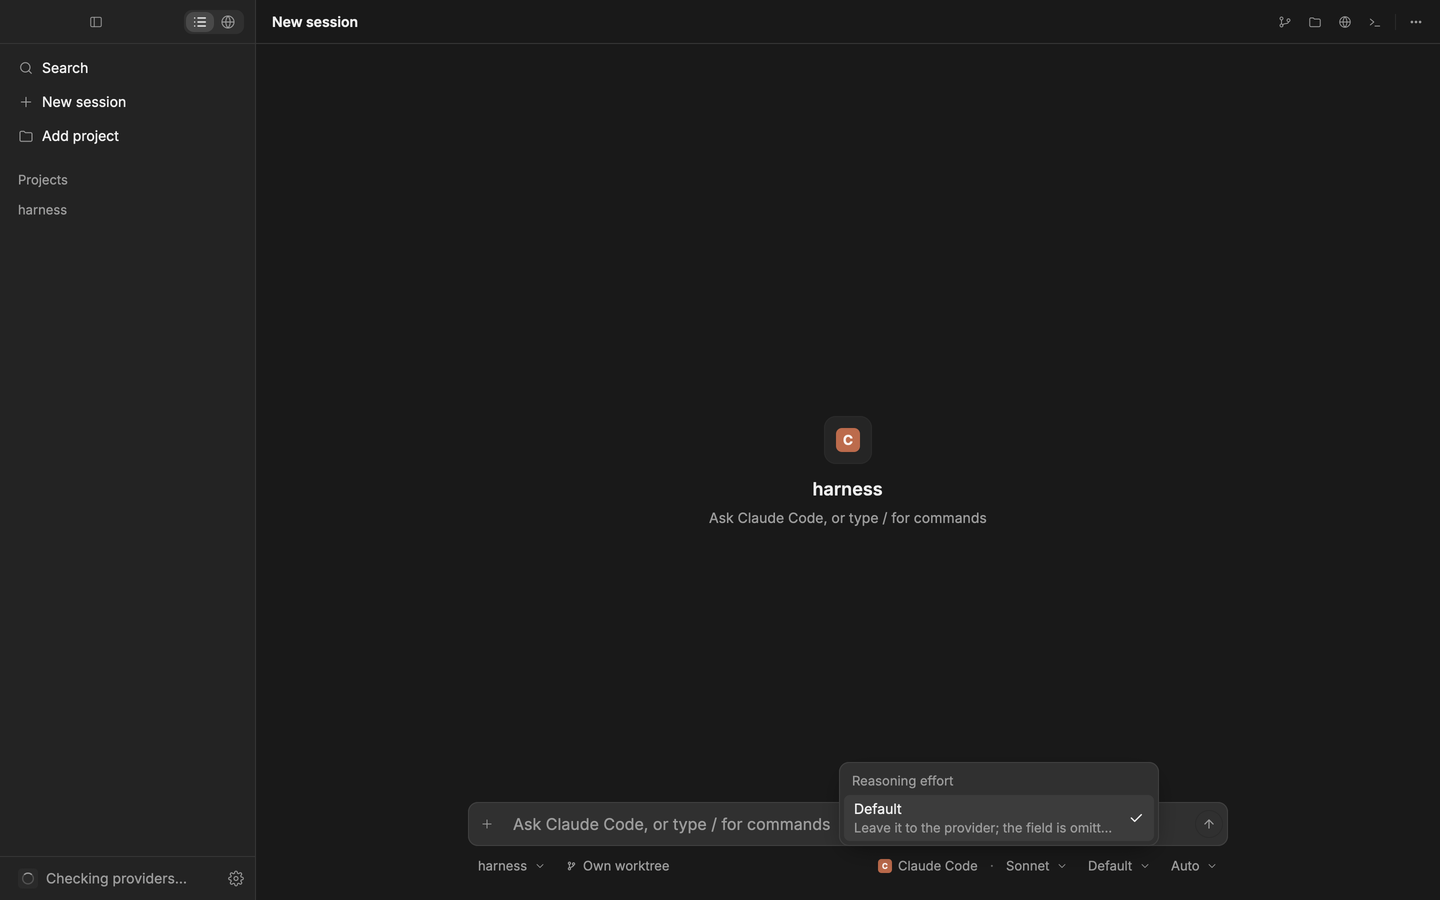 New session
Search
New session
Add project
Projects
harness
C
harness
Ask Claude Code, or type / for commands
Reasoning effort
Default
Leave it to the provider; the field is omitt...
Ask Claude Code, or type / for commands
harness
Own worktree
C Claude Code · Sonnet
Default
Auto
Checking providers...